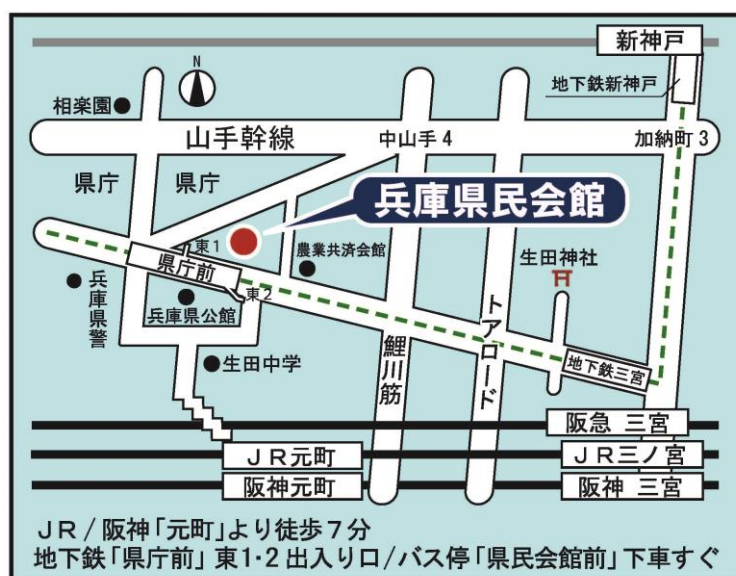 新神戸
地下鉄新神戸
N
相楽園
山手幹線
中山手4
加納町3
県庁
県庁
兵庫県民会館
東1
農業共済会館
生田神社
県庁前
東2
兵庫県警
兵庫県公館
トアロード
生田中学
鯉川筋
地下鉄三宮
阪急 三宮
JR元町
JR三ノ宮
阪神元町
阪神 三宮
JR/阪神「元町」より徒歩7分
地下鉄「県庁前」東1・2出入り口/バス停「県民会館前」下車すぐ